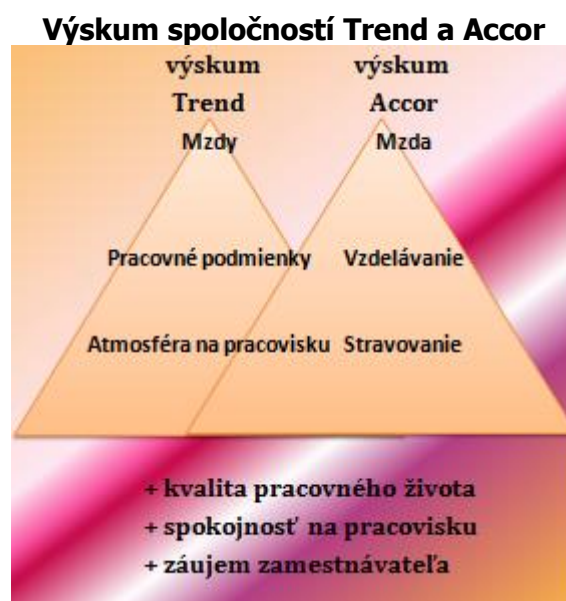 Výskum spoločností Trend a Accor
výskum výskum
Trend Accor
Mzdy Mzda
Pracovné podmienky Vzdelávanie
Atmosféra na pracovisku Stravovanie
+ kvalita pracovného života
+ spokojnosť na pracovisku
+ záujem zamestnávateľa